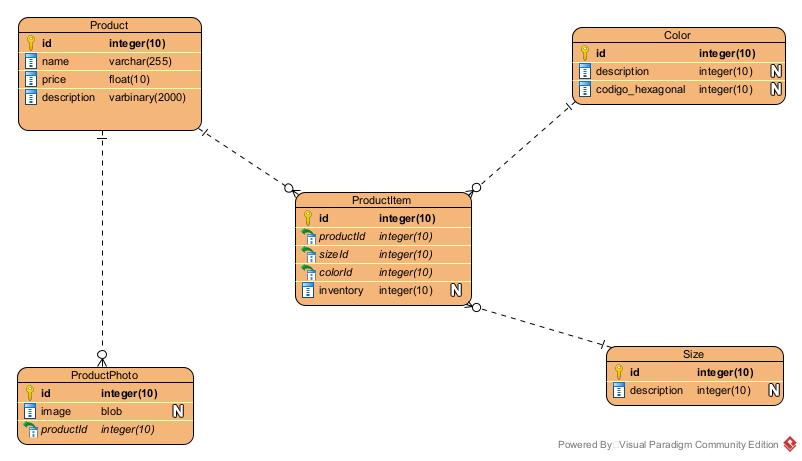 Product
id integer(10)
name varchar(255)
price float(10)
description varbinary(2000)
Color
id integer(10)
description integer(10) N
codigo_hexagonal integer(10) N
ProductItem
id integer(10)
productId integer(10)
sizeId integer(10)
colorId integer(10)
inventory integer(10) N
ProductPhoto
id integer(10)
image blob N
productId integer(10)
Size
id integer(10)
description integer(10) N
Powered By: Visual Paradigm Community Edition